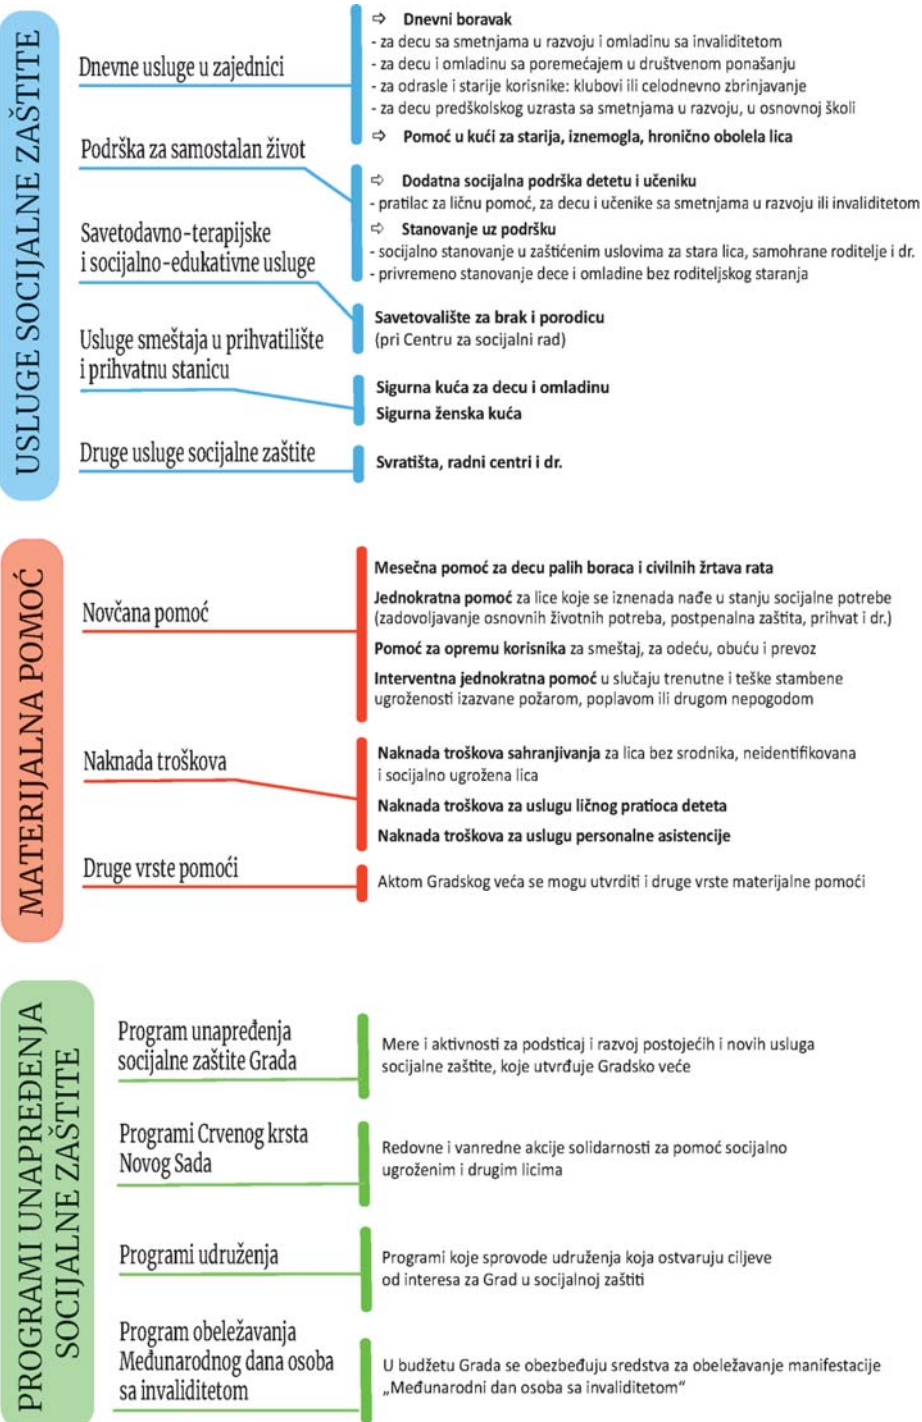 USLUGE SOCIJALNE ZAŠTITE
Dnevne usluge u zajednici
⇨ Dnevni boravak
- za decu sa smetnjama u razvoju i omladinu sa invaliditetom
- za decu i omladinu sa poremećajem u društvenom ponašanju
- za odrasle i starije korisnike: klubovi ili celodnevno zbrinjavanje
- za decu predškolskog uzrasta sa smetnjama u razvoju, u osnovnoj školi
⇨ Pomoć u kući za starija, iznemogla, hronično obolela lica
Podrška za samostalan život
⇨ Dodatna socijalna podrška detetu i učeniku
- pratilac za ličnu pomoć, za decu i učenike sa smetnjama u razvoju ili invaliditetom
⇨ Stanovanje uz podršku
- socijalno stanovanje u zaštićenim uslovima za stara lica, samohrane roditelje i dr.
- privremeno stanovanje dece i omladine bez roditeljskog staranja
Savetodavno-terapijske
i socijalno-edukativne usluge
Savetovalište za brak i porodicu
(pri Centru za socijalni rad)
Usluge smeštaja u prihvatilište
i prihvatnu stanicu
Sigurna kuća za decu i omladinu
Sigurna ženska kuća
Druge usluge socijalne zaštite
Svratišta, radni centri i dr.
MATERIJALNA POMOĆ
Novčana pomoć
Mesečna pomoć za decu palih boraca i civilnih žrtava rata
Jednokratna pomoć za lice koje se iznenada nađe u stanju socijalne potrebe
(zadovoljavanje osnovnih životnih potreba, postpenalna zaštita, prihvat i dr.)
Pomoć za opremu korisnika za smeštaj, za odeću, obuću i prevoz
Interventna jednokratna pomoć u slučaju trenutne i teške stambene
ugroženosti izazvane požarom, poplavom ili drugom nepogodom
Naknada troškova
Naknada troškova sahranjivanja za lica bez srodnika, neidentifikovana
i socijalno ugrožena lica
Naknada troškova za uslugu ličnog pratioca deteta
Naknada troškova za uslugu personalne asistencije
Druge vrste pomoći
Aktom Gradskog veća se mogu utvrditi i druge vrste materijalne pomoći
PROGRAMI UNAPREĐENJA
SOCIJALNE ZAŠTITE
Program unapređenja
socijalne zaštite Grada
Mere i aktivnosti za podsticaj i razvoj postojećih i novih usluga
socijalne zaštite, koje utvrđuje Gradsko veće
Programi Crvenog krsta
Novog Sada
Redovne i vanredne akcije solidarnosti za pomoć socijalno
ugroženim i drugim licima
Programi udruženja
Programi koje sprovode udruženja koja ostvaruju ciljeve
od interesa za Grad u socijalnoj zaštiti
Program obeležavanja
Međunarodnog dana osoba
sa invaliditetom
U budžetu Grada se obezbeđuju sredstva za obeležavanje manifestacije
„Međunarodni dan osoba sa invaliditetom“